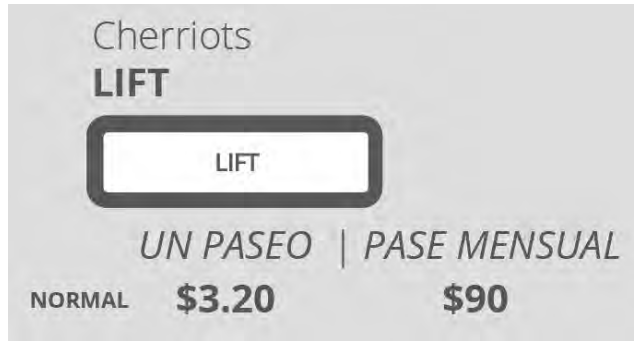 Cherriots
LIFT
LIFT
UN PASEO | PASE MENSUAL
NORMAL $3.20 $90